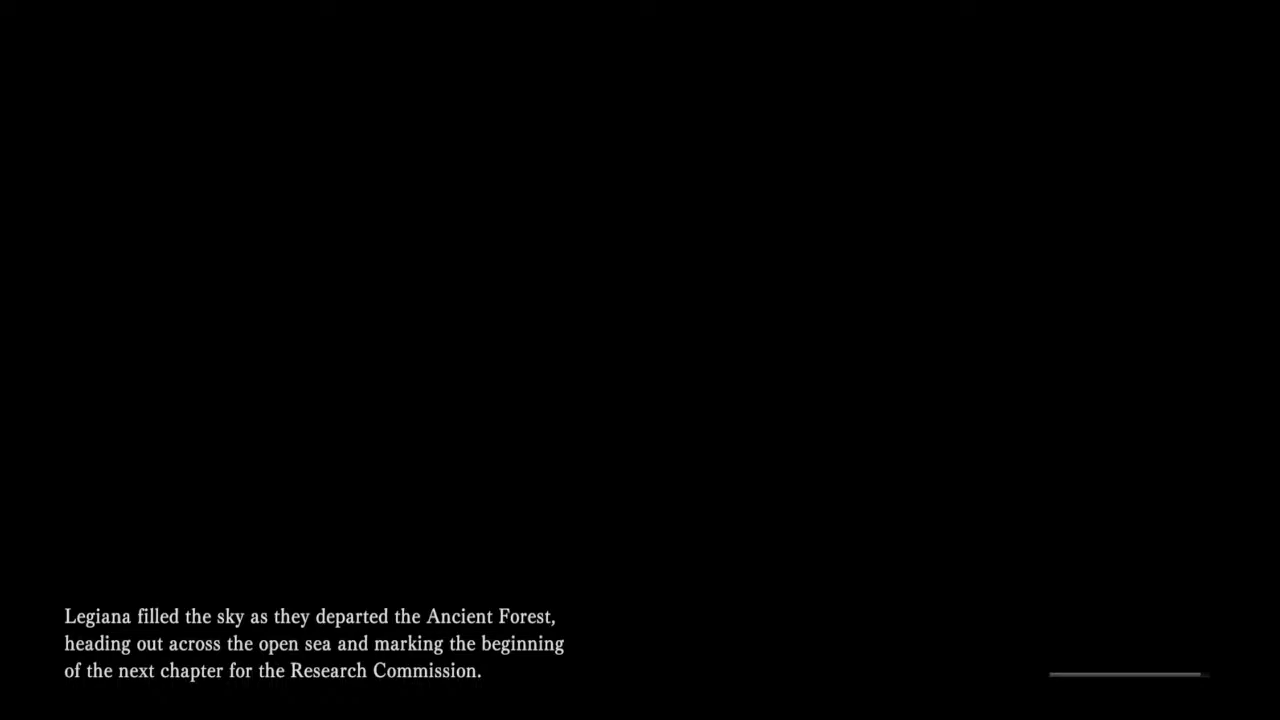 Legiana filled the sky as they departed the Ancient Forest,
heading out across the open sea and marking the beginning
of the next chapter for the Research Commission.